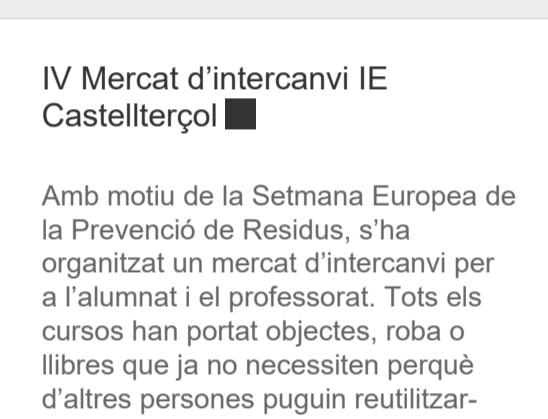 IV Mercat d’intercanvi IE
Castellterçol
Amb motiu de la Setmana Europea de
la Prevenció de Residus, s’ha
organitzat un mercat d’intercanvi per
a l’alumnat i el professorat. Tots els
cursos han portat objectes, roba o
llibres que ja no necessiten perquè
d’altres persones puguin reutilitzar-